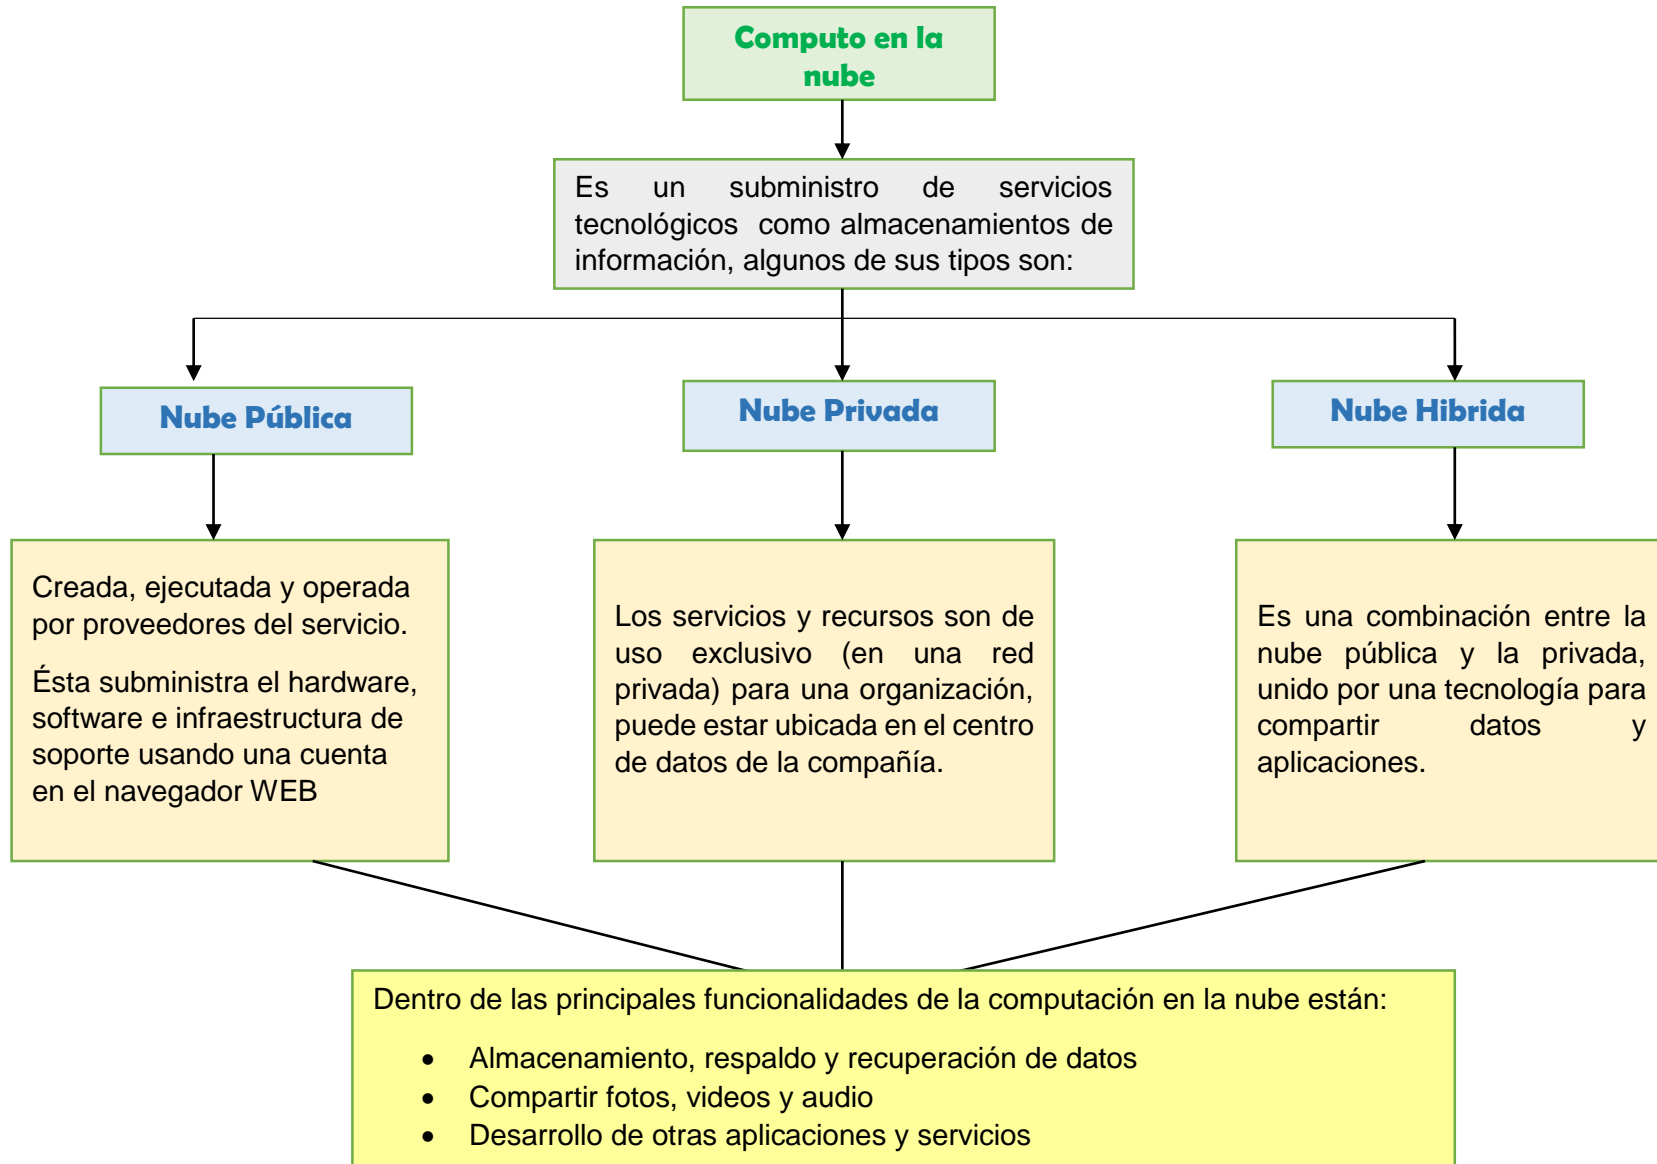 Computo en la
nube
Es un subministro de servicios
tecnológicos como almacenamientos de
información, algunos de sus tipos son:
Nube Pública
Nube Privada
Nube Hibrida
Creada, ejecutada y operada
por proveedores del servicio.
Ésta subministra el hardware,
software e infraestructura de
soporte usando una cuenta
en el navegador WEB
Los servicios y recursos son de
uso exclusivo (en una red
privada) para una organización,
puede estar ubicada en el centro
de datos de la compañía.
Es una combinación entre la
nube pública y la privada,
unido por una tecnología para
compartir datos y
aplicaciones.
Dentro de las principales funcionalidades de la computación en la nube están:
• Almacenamiento, respaldo y recuperación de datos
• Compartir fotos, videos y audio
• Desarrollo de otras aplicaciones y servicios